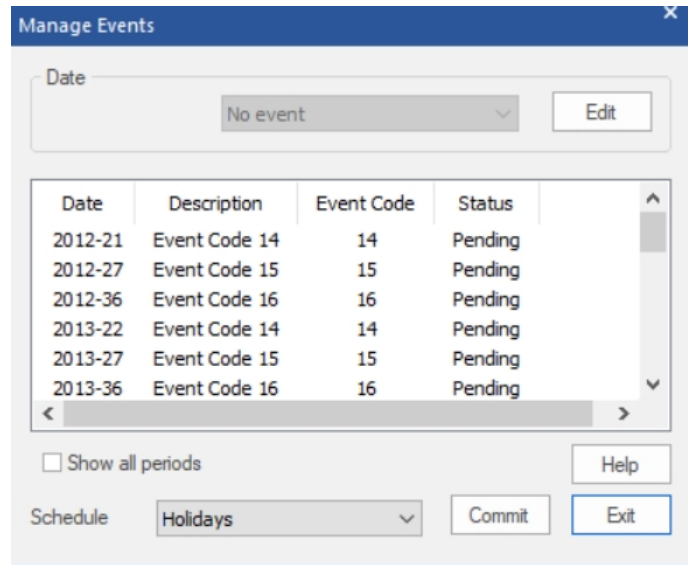 Manage Events
Date
No event
Edit
Date Description Event Code Status
2012-21 Event Code 14 14 Pending
2012-27 Event Code 15 15 Pending
2012-36 Event Code 16 16 Pending
2013-22 Event Code 14 14 Pending
2013-27 Event Code 15 15 Pending
2013-36 Event Code 16 16 Pending
Show all periods
Help
Schedule Holidays Commit Exit